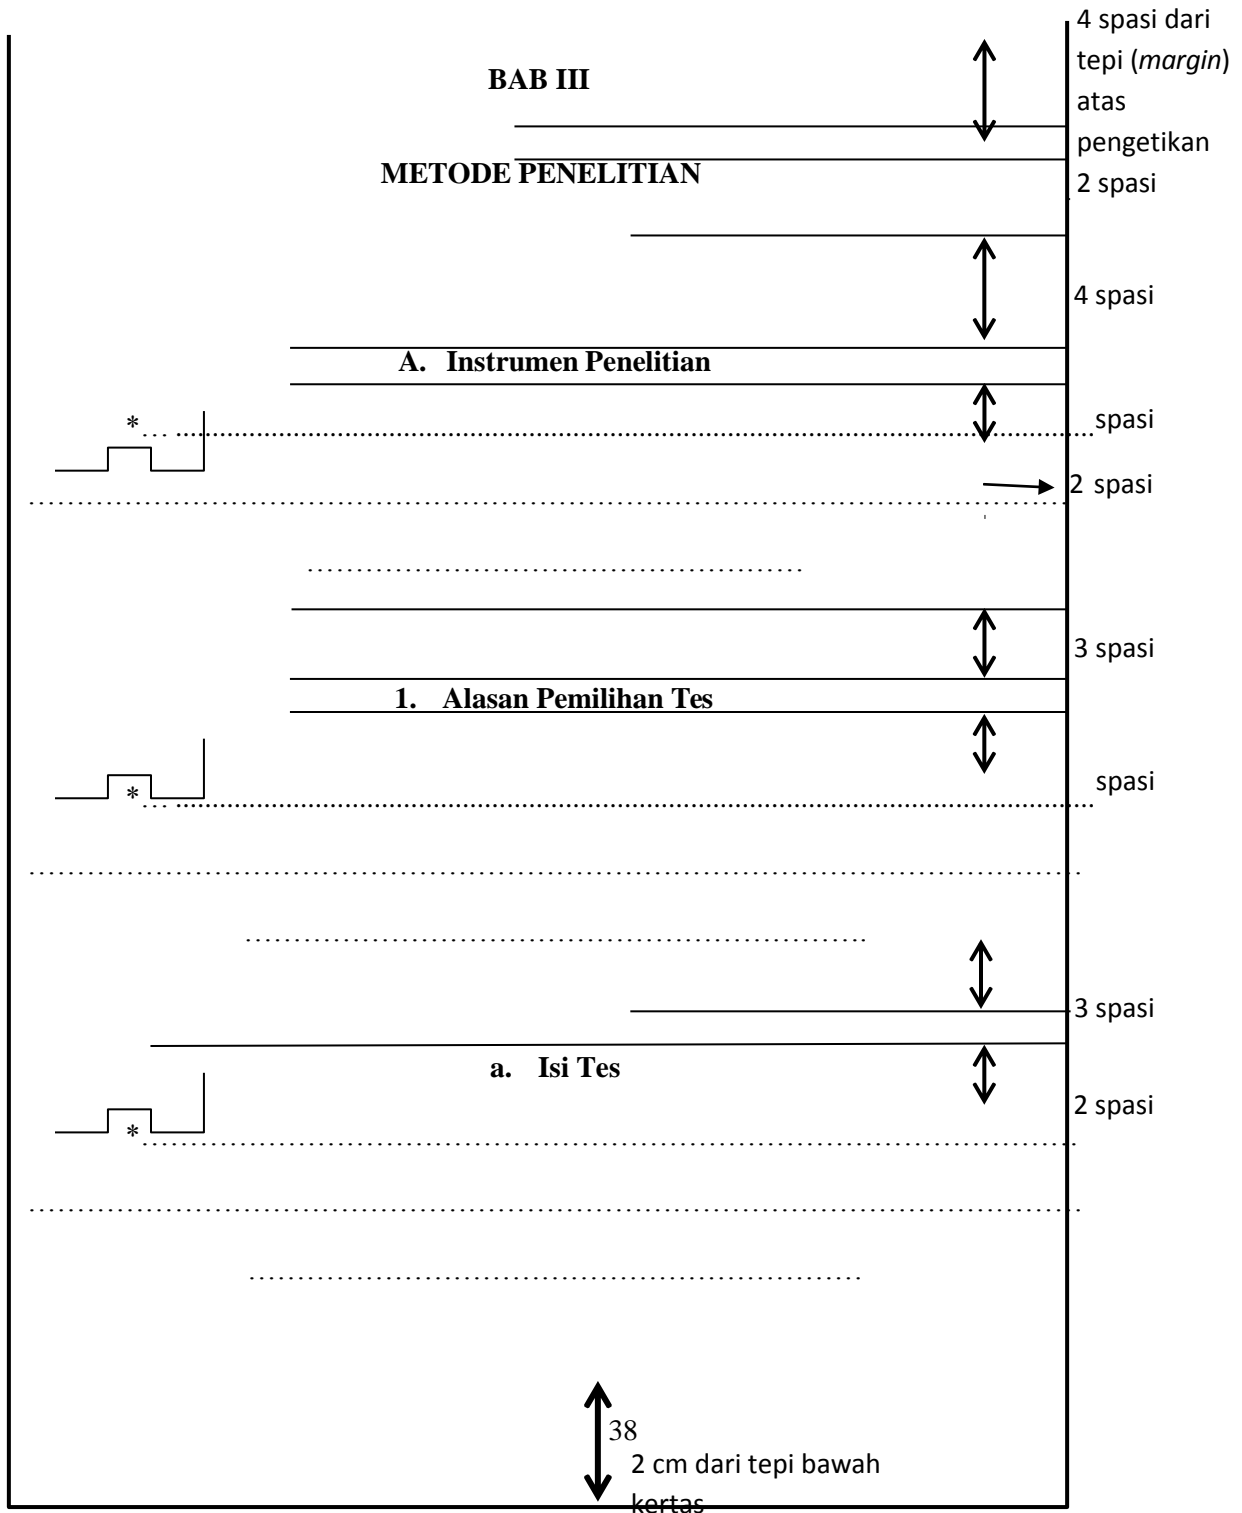 4 spasi dari
tepi (margin)
atas
pengetikan
BAB III
METODE PENELITIAN
2 spasi
4 spasi
A. Instrumen Penelitian
spasi
*
2 spasi
3 spasi
1. Alasan Pemilihan Tes
spasi
*
3 spasi
a. Isi Tes
2 spasi
*
38
2 cm dari tepi bawah
kertas